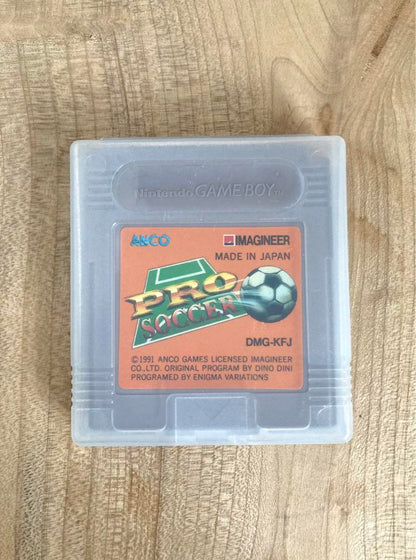 Nintendo GAME BOY TM
ANCO
IMAGINEER
MADE IN JAPAN
PRO
SOCCER
DMG-KFJ
©1991 ANCO GAMES LICENSED IMAGINEER
CO.,LTD. ORIGINAL PROGRAM BY DINO DINI
PROGRAMED BY ENIGMA VARIATIONS